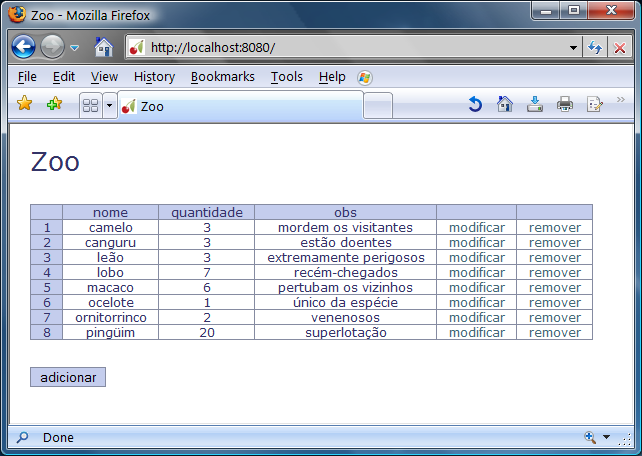 Zoo - Mozilla Firefox
http://localhost:8080/
File Edit View History Bookmarks Tools Help
Zoo
Zoo
nome quantidade obs
1 camelo 3 mordem os visitantes modificar remover
2 canguru 3 estão doentes modificar remover
3 leão 3 extremamente perigosos modificar remover
4 lobo 7 recém-chegados modificar remover
5 macaco 6 pertubam os vizinhos modificar remover
6 ocelote 1 único da espécie modificar remover
7 ornitorrinco 2 venenosos modificar remover
8 pingüim 20 superlotação modificar remover
adicionar
Done